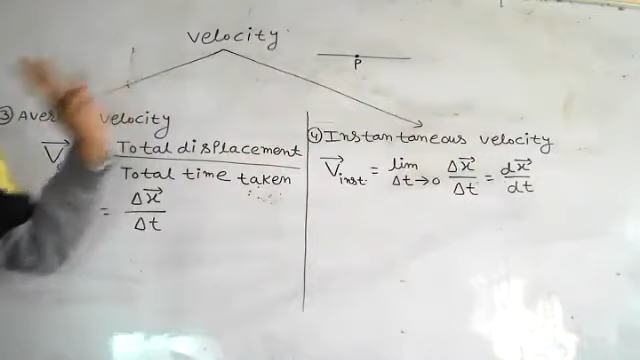 velocity
P
③ Aver velocity
V⃗ Total displacement
Total time taken
= Δx⃗ / Δt
④ Instantaneous velocity
V⃗inst. = lim Δt→0 Δx⃗ / Δt = dx⃗ / dt